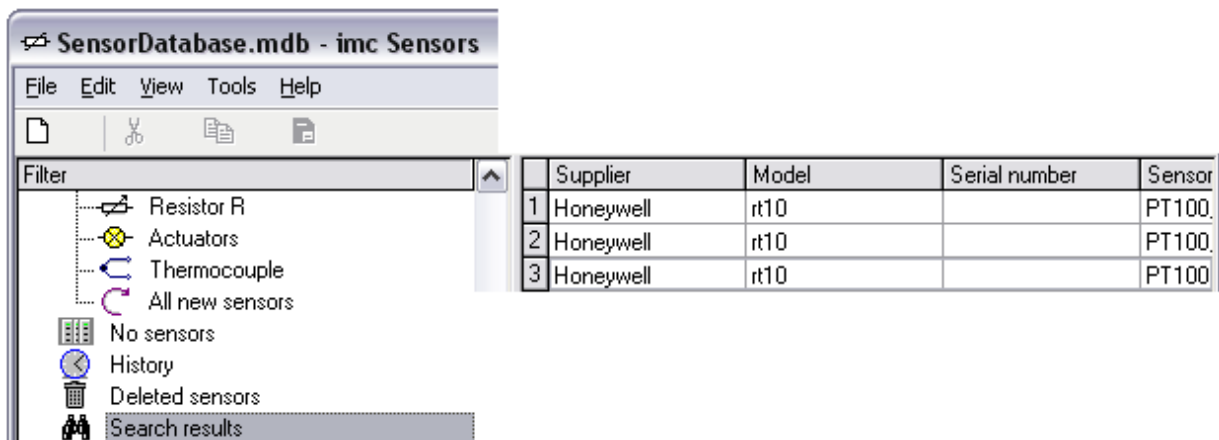 SensorDatabase.mdb - imc Sensors
File Edit View Tools Help
Filter
Resistor R
Actuators
Thermocouple
All new sensors
No sensors
History
Deleted sensors
Search results
Supplier Model Serial number Sensor
1 Honeywell rt10 PT100
2 Honeywell rt10 PT100
3 Honeywell rt10 PT100